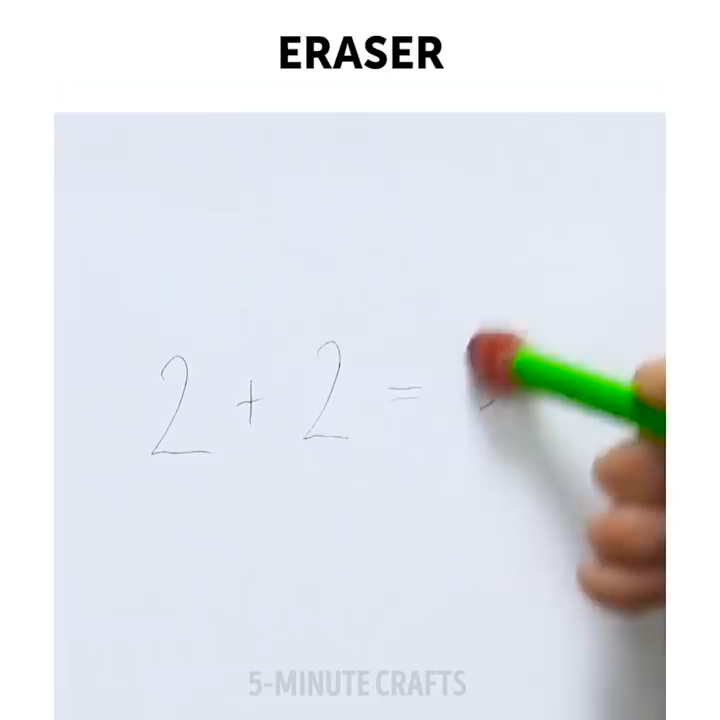 ERASER
2 + 2 =
5-MINUTE CRAFTS